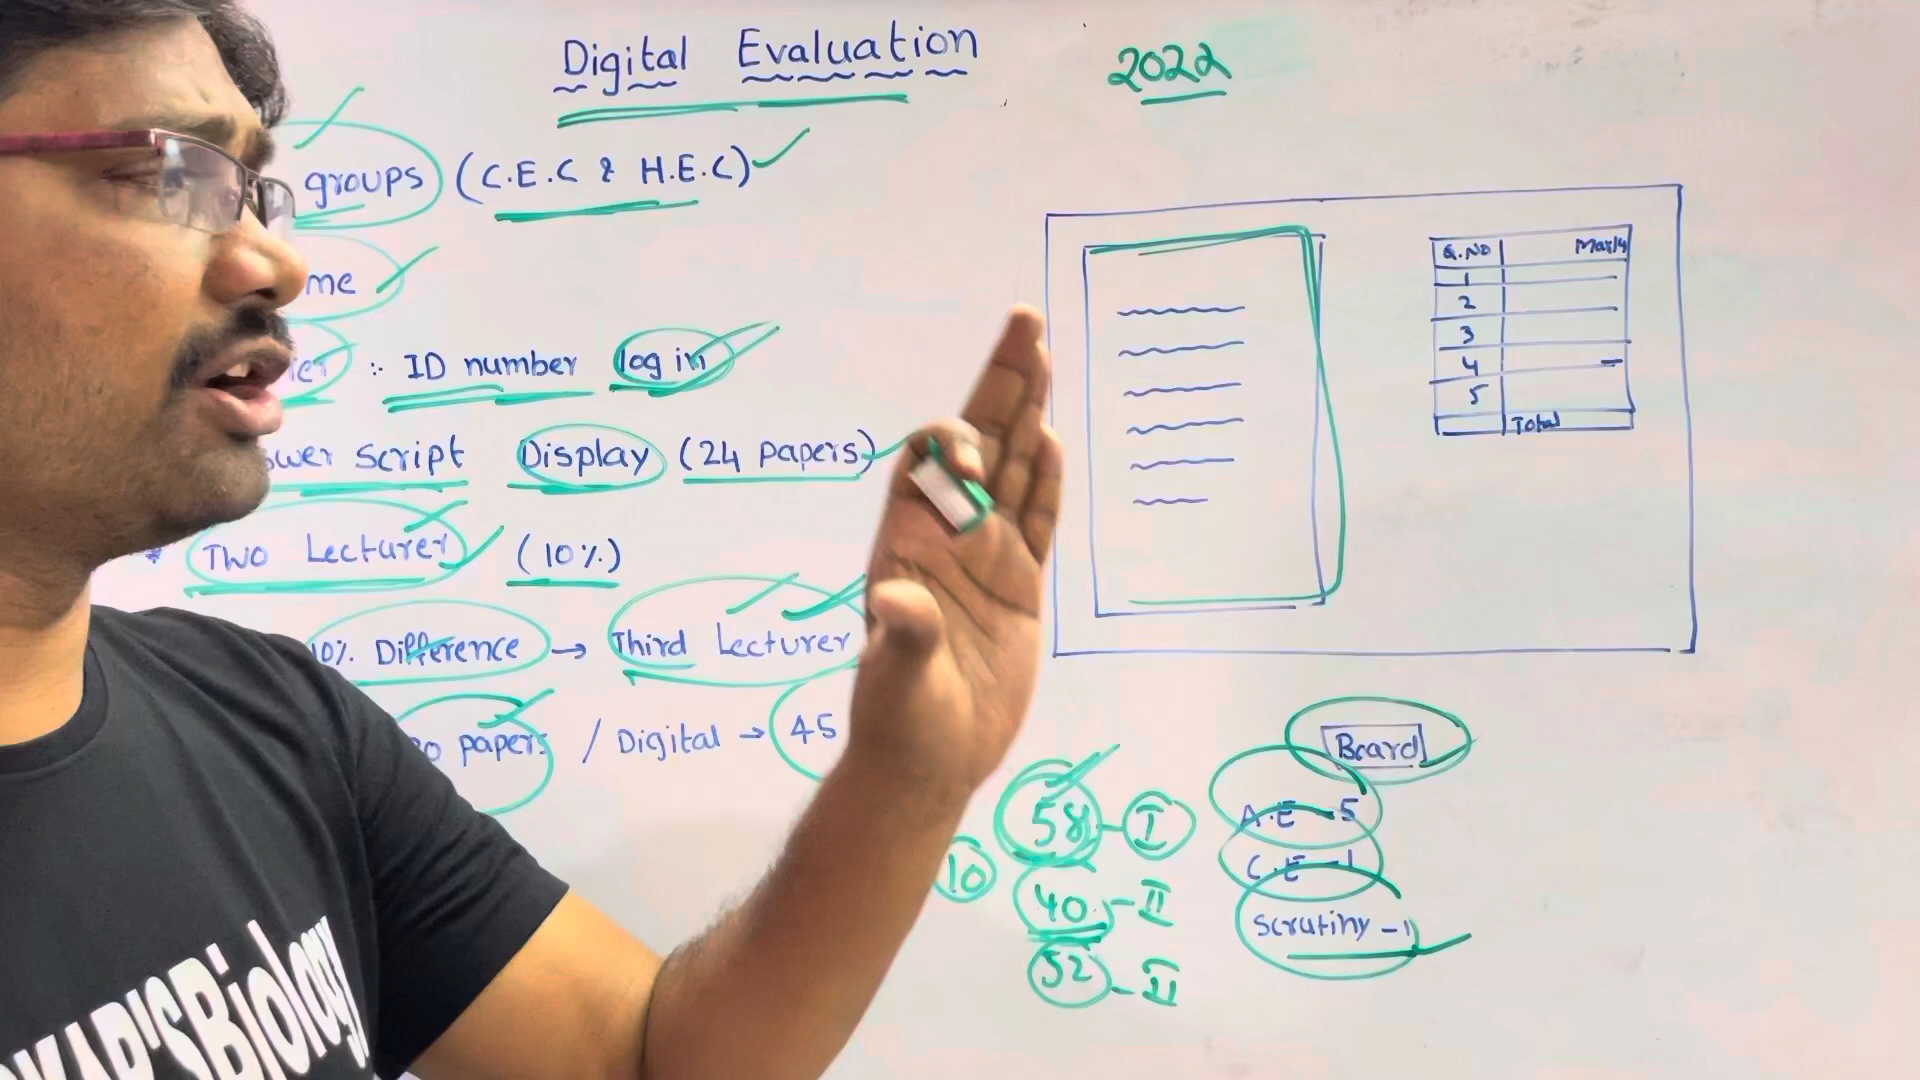 Digital Evaluation
2022
groups (C.E.C & H.E.C)
ID number log in
Script Display (24 papers)
* Two Lecturer (10%)
10% Difference → Third Lecturer
papers / Digital → 45
Q.No Marks
1
2
3
4 –
5
Total
Board
A.E – 5
C.E – 1
Scrutiny – 1
58 – I
10
40 – II
52 – II
'SBiology